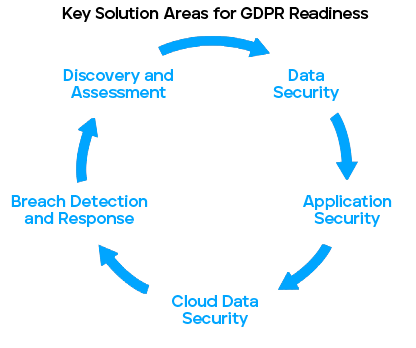 Key Solution Areas for GDPR Readiness
Discovery and
Assessment
Data
Security
Application
Security
Cloud Data
Security
Breach Detection
and Response